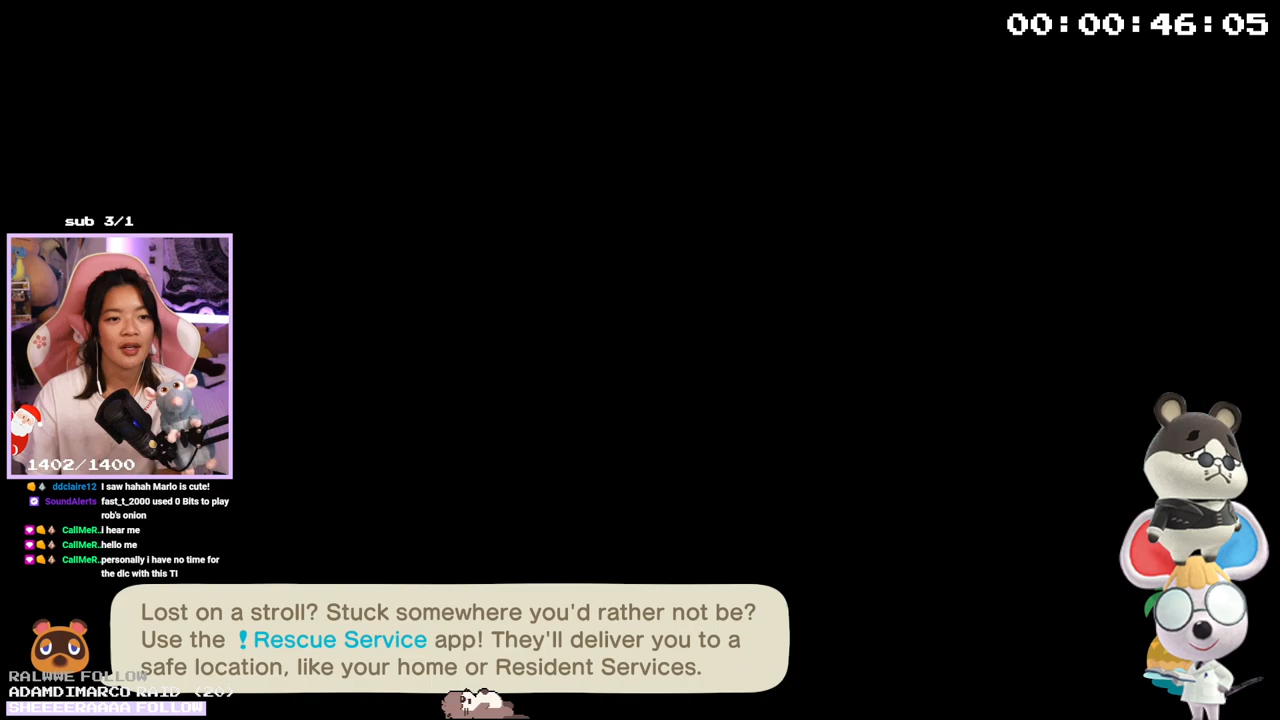 00:00:46:05
sub 3/1
1402/1400
ddclaire12 I saw hahah Marlo is cute!
SoundAlerts fast_t_2000 used 0 Bits to play
rob's onion
CallMeR..i hear me
CallMeR..hello me
CallMeR..personally i have no time for
the dlc with this TI
Lost on a stroll? Stuck somewhere you'd rather not be?
Use the ! Rescue Service app! They'll deliver you to a
safe location, like your home or Resident Services.
RALWWE FOLLOW
ADAMDIMARCO RAID (20)
SHEEEERAAAA FOLLOW